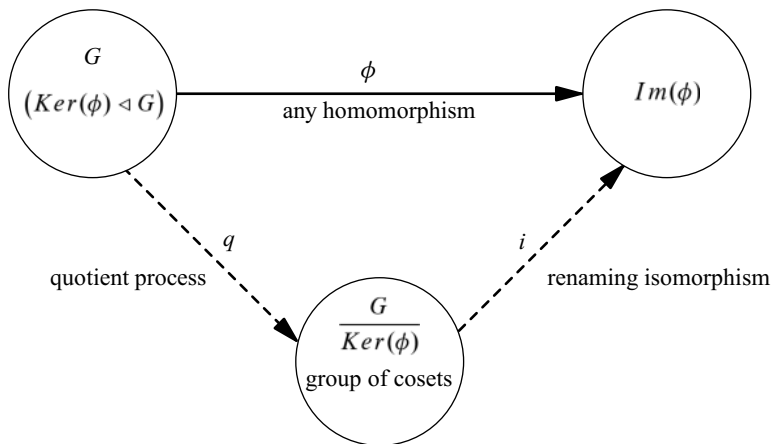 G
(Ker(ϕ) ◁ G)
ϕ
any homomorphism
Im(ϕ)
q
quotient process
i
renaming isomorphism
G
Ker(ϕ)
group of cosets